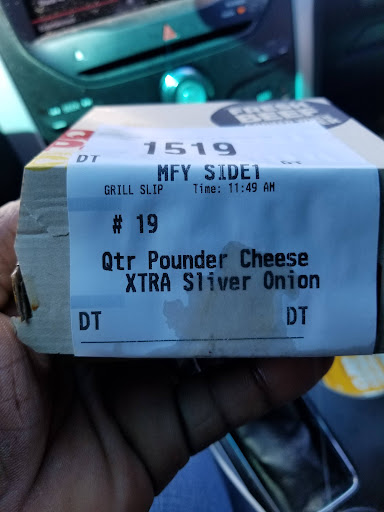 DT 1519 DT
MFY SIDE1
GRILL SLIP Time: 11:49 AM
# 19
Qtr Pounder Cheese
XTRA Sliver Onion
DT DT